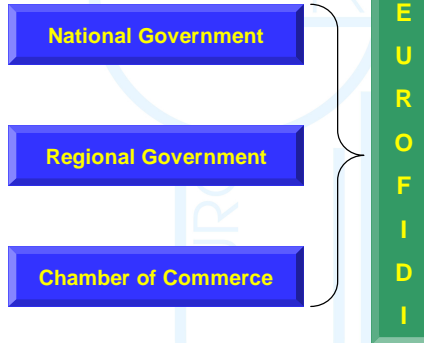 National Government
Regional Government
Chamber of Commerce
E
U
R
O
F
I
D
I